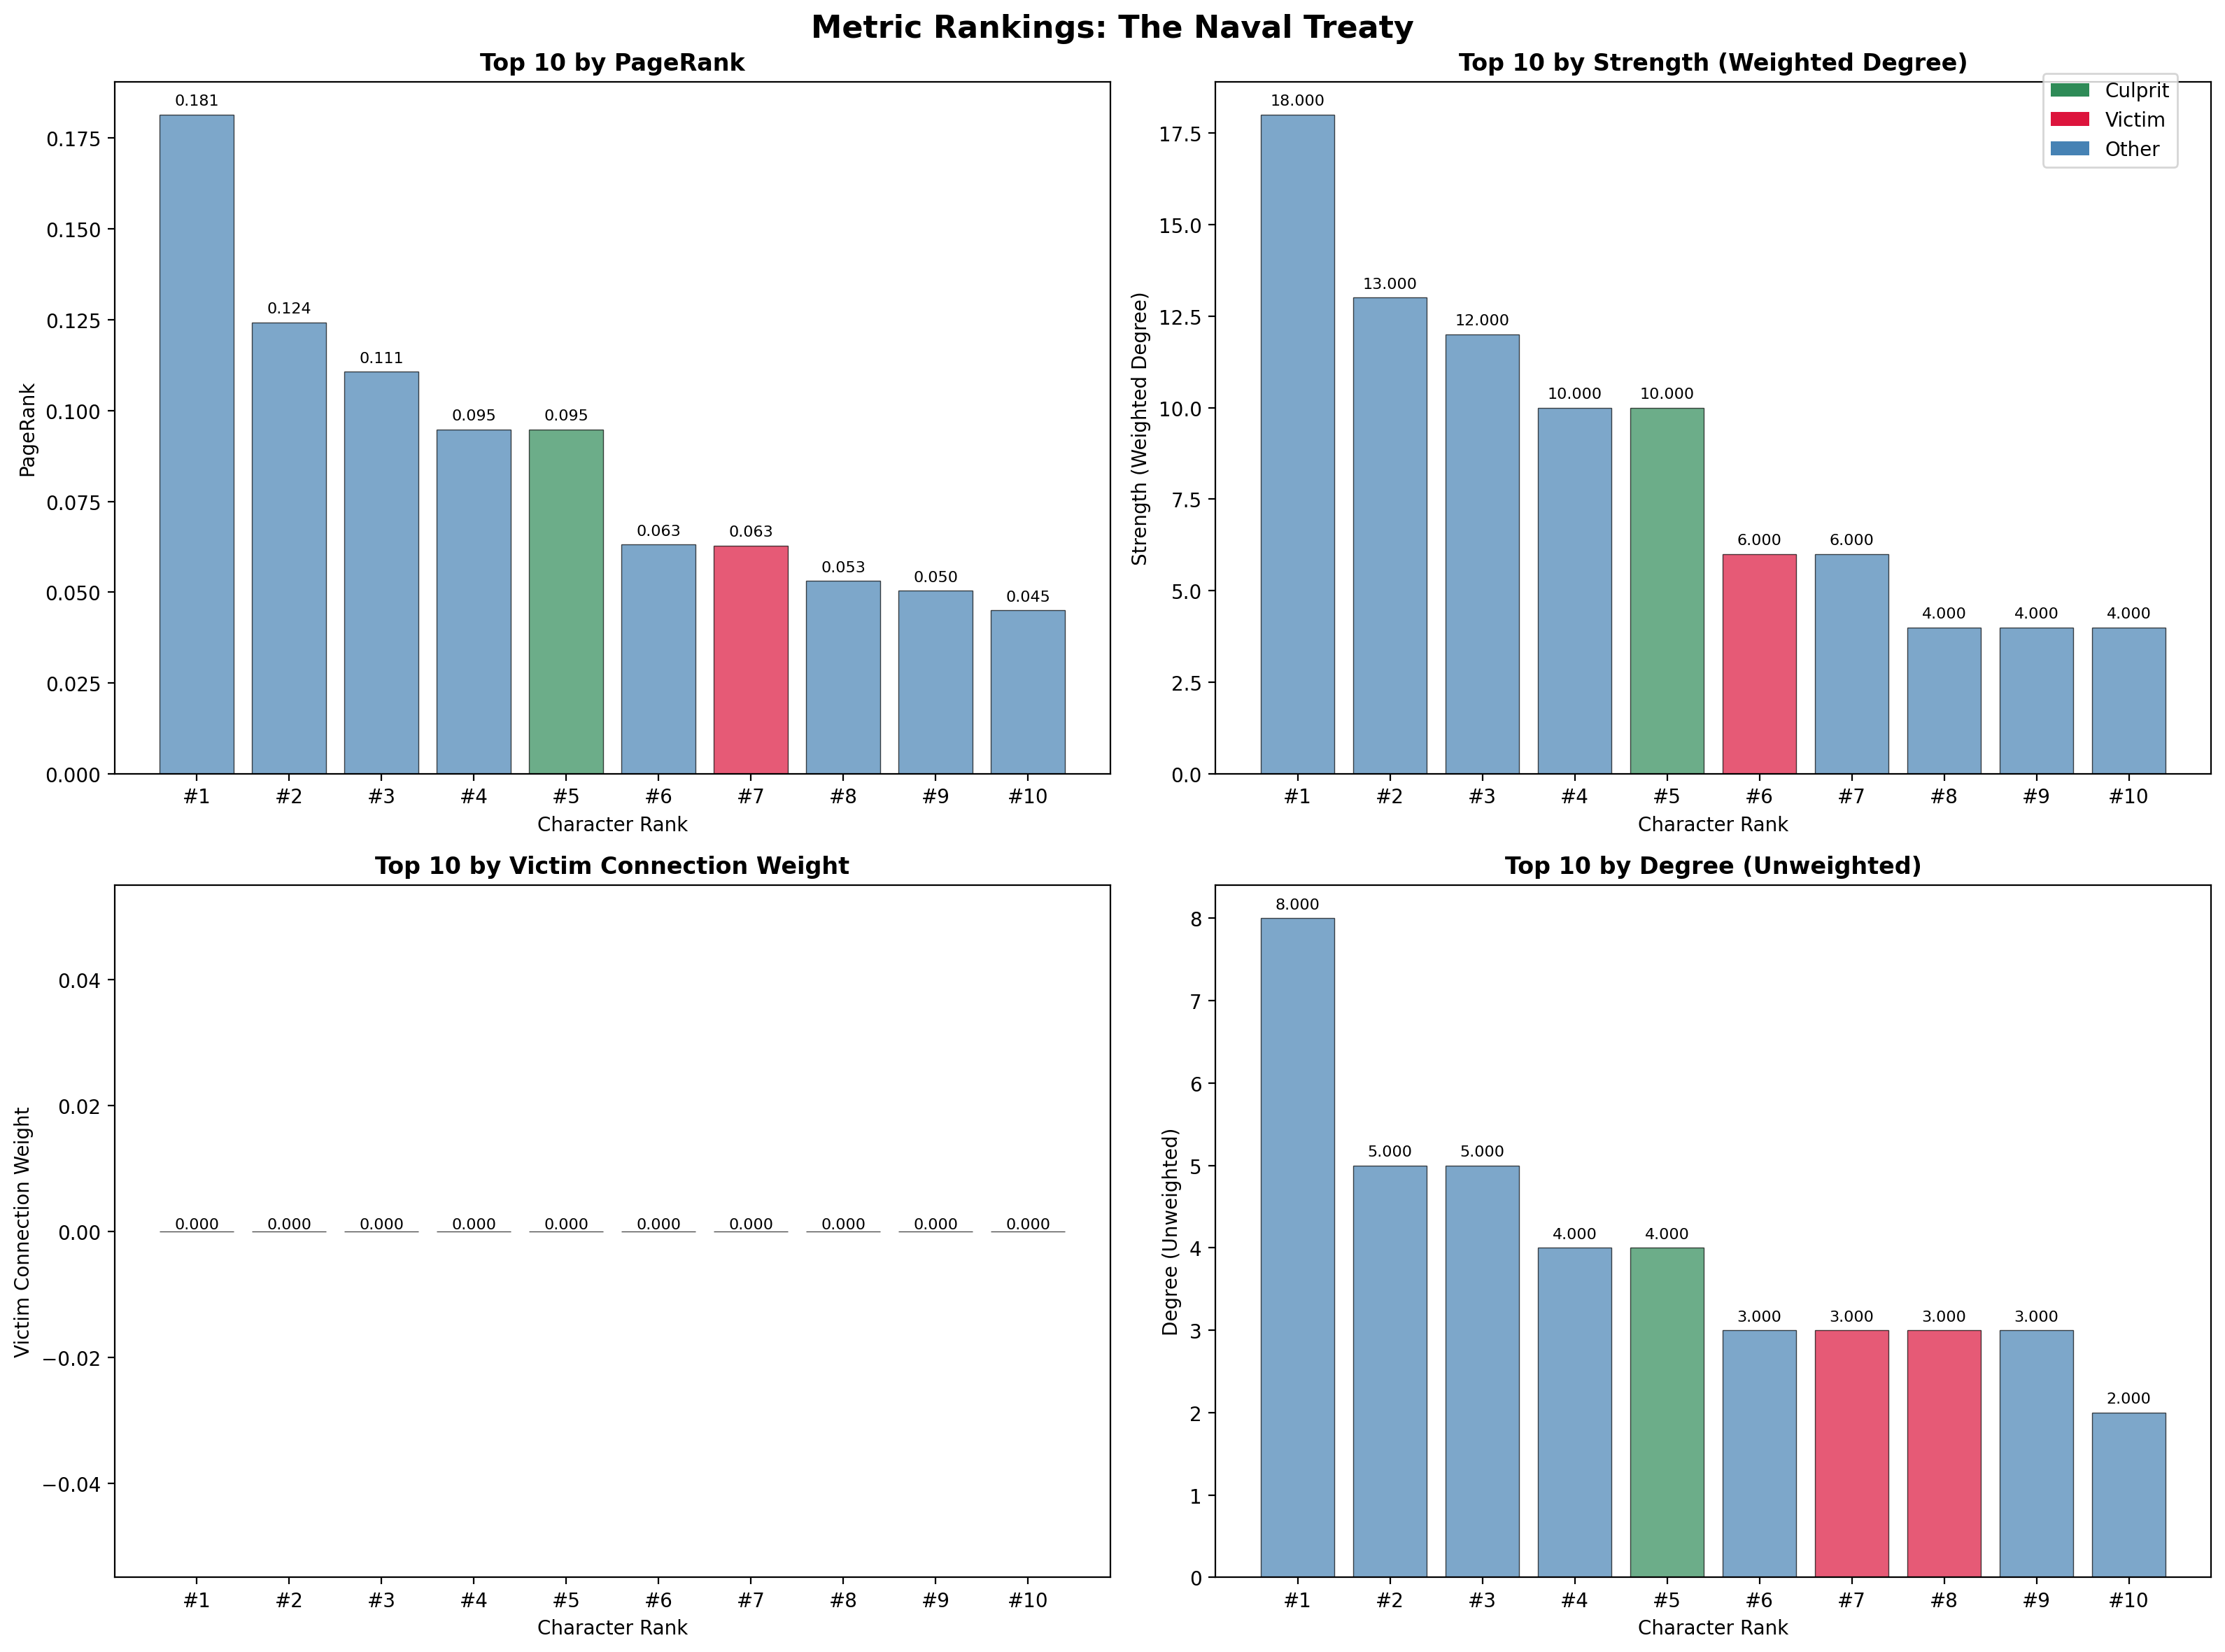 Metric Rankings: The Naval Treaty
Top 10 by PageRank
0.181
0.124
0.111
0.095
0.095
0.063
0.063
0.053
0.050
0.045
0.175
0.150
0.125
0.100
0.075
0.050
0.025
0.000
PageRank
#1 #2 #3 #4 #5 #6 #7 #8 #9 #10
Character Rank
Top 10 by Strength (Weighted Degree)
Culprit
Victim
Other
18.000
13.000
12.000
10.000
10.000
6.000
6.000
4.000
4.000
4.000
17.5
15.0
12.5
10.0
7.5
5.0
2.5
0.0
Strength (Weighted Degree)
#1 #2 #3 #4 #5 #6 #7 #8 #9 #10
Character Rank
Top 10 by Victim Connection Weight
0.04
0.02
0.00
−0.02
−0.04
0.000 0.000 0.000 0.000 0.000 0.000 0.000 0.000 0.000 0.000
Victim Connection Weight
#1 #2 #3 #4 #5 #6 #7 #8 #9 #10
Character Rank
Top 10 by Degree (Unweighted)
8.000
5.000
5.000
4.000
4.000
3.000
3.000
3.000
3.000
2.000
8
7
6
5
4
3
2
1
0
Degree (Unweighted)
#1 #2 #3 #4 #5 #6 #7 #8 #9 #10
Character Rank